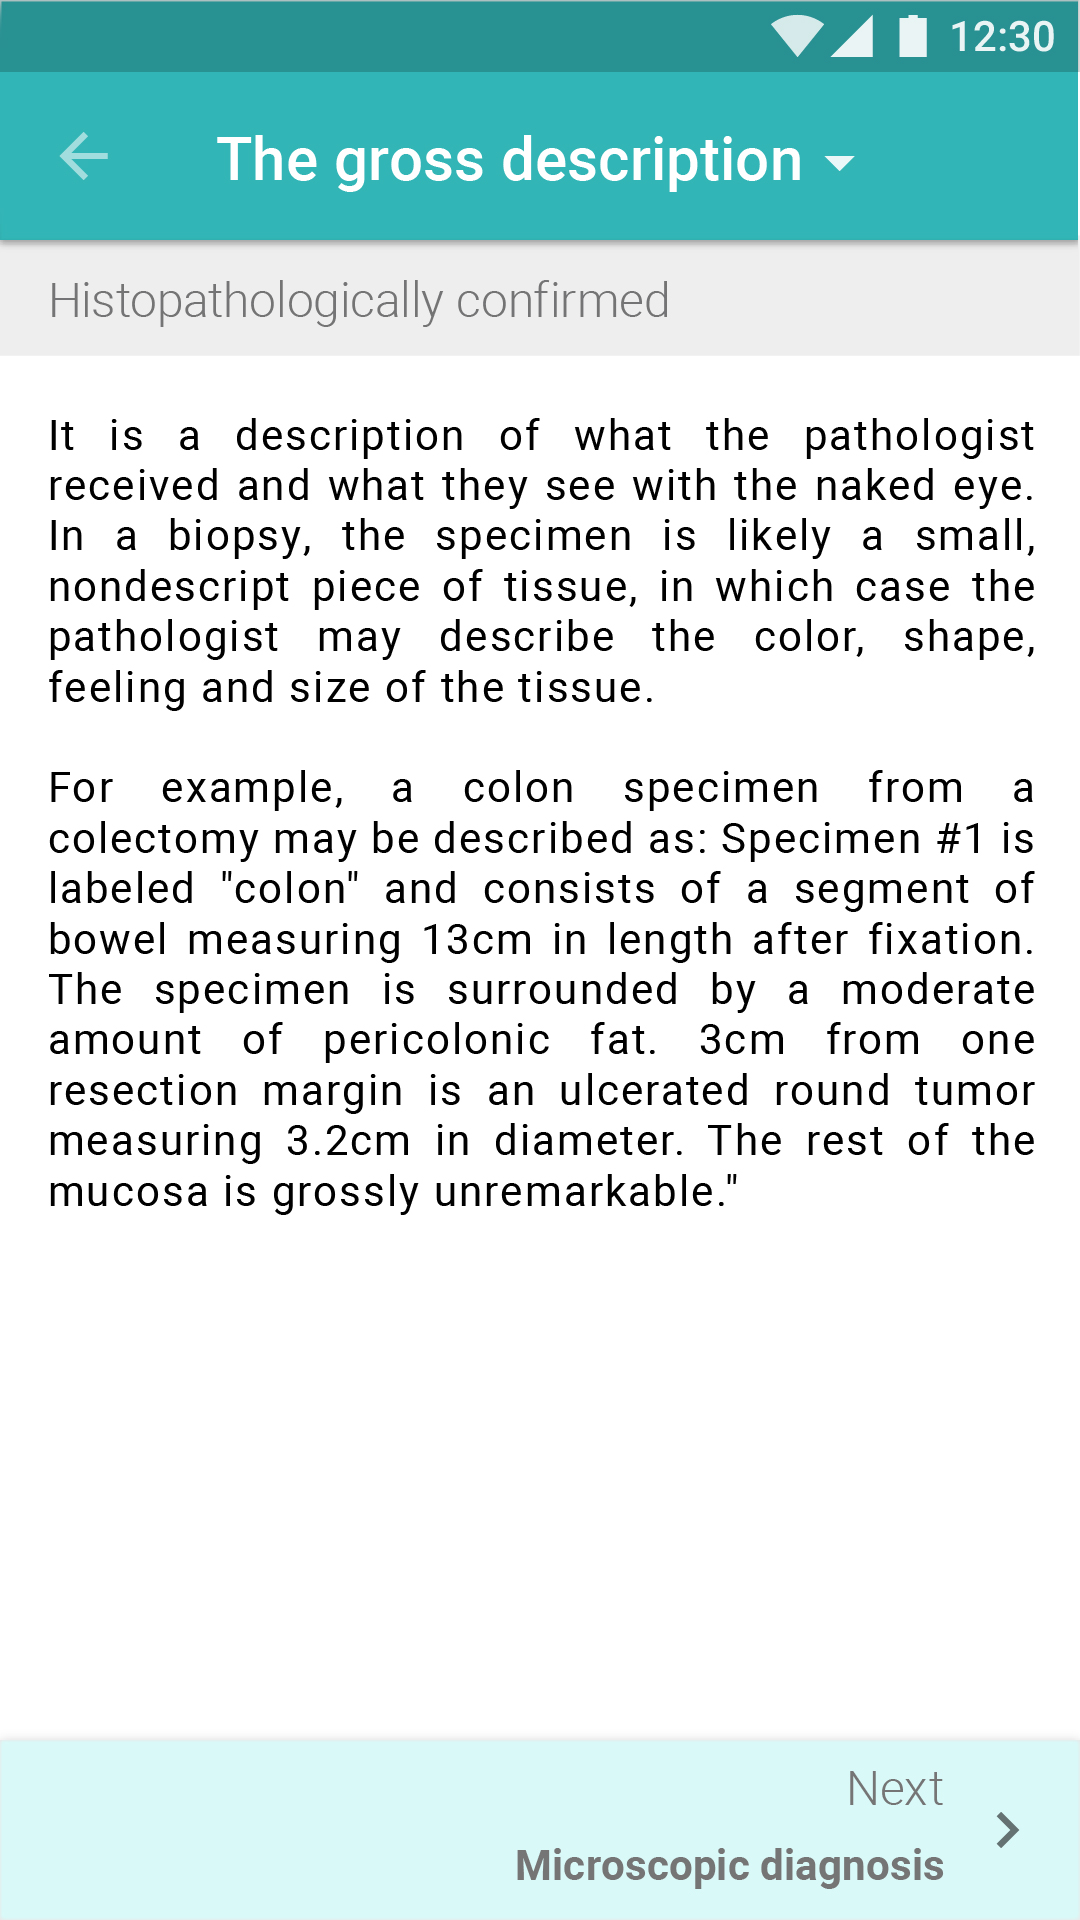 12:30
The gross description
Histopathologically confirmed
It is a description of what the pathologist
received and what they see with the naked eye.
In a biopsy, the specimen is likely a small,
nondescript piece of tissue, in which case the
pathologist may describe the color, shape,
feeling and size of the tissue.
For example, a colon specimen from a
colectomy may be described as: Specimen #1 is
labeled "colon" and consists of a segment of
bowel measuring 13cm in length after fixation.
The specimen is surrounded by a moderate
amount of pericolonic fat. 3cm from one
resection margin is an ulcerated round tumor
measuring 3.2cm in diameter. The rest of the
mucosa is grossly unremarkable."
Next
Microscopic diagnosis